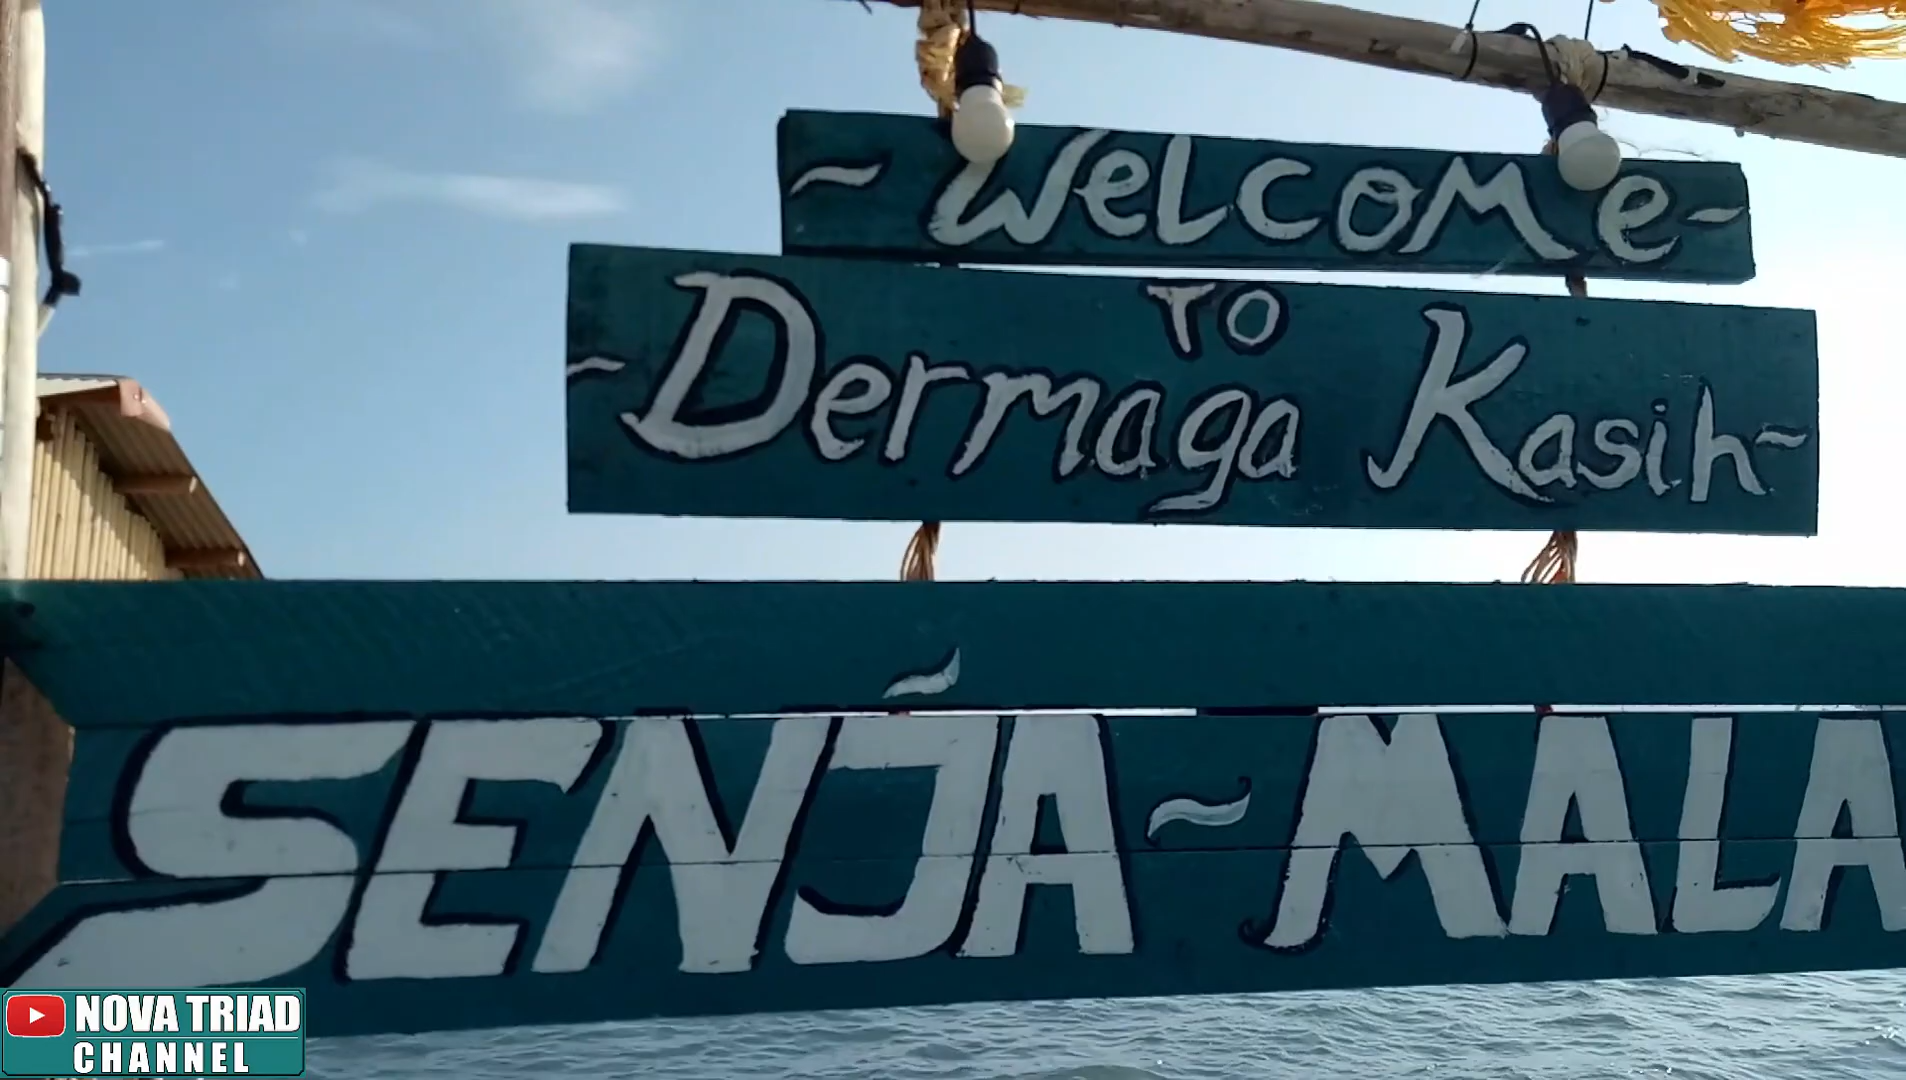 ~ Welcome ~
TO
~ Dermaga Kasih ~
SENJA ~ MALA
NOVA TRIAD
CHANNEL